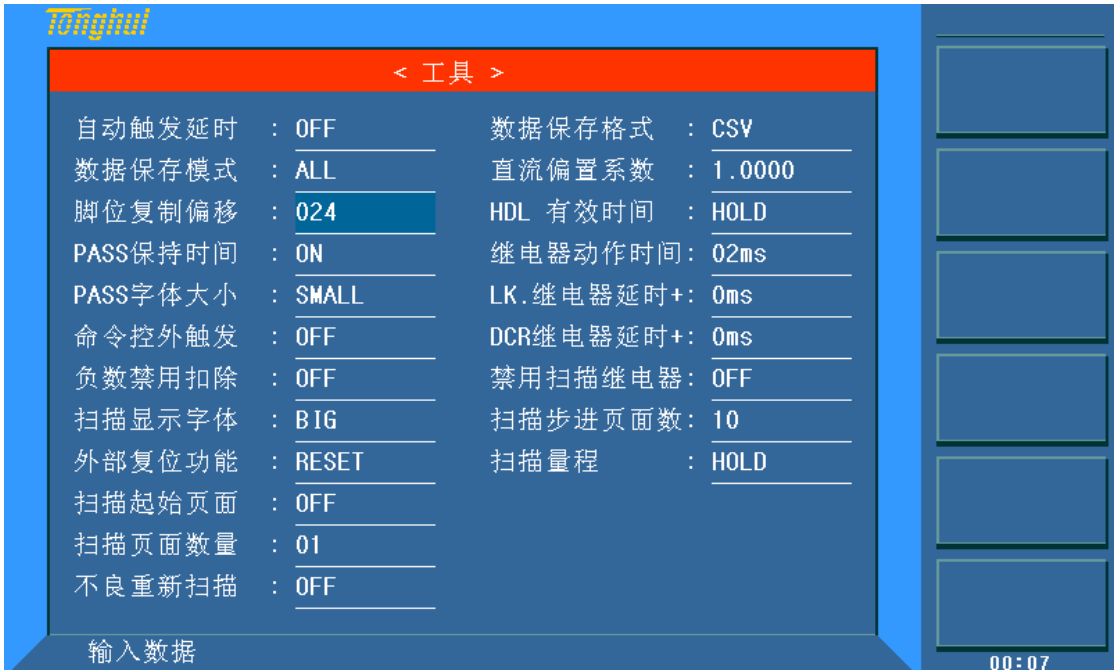 Tonghui
< 工具 >
自动触发延时 : OFF 数据保存格式 : CSV
数据保存模式 : ALL 直流偏置系数 : 1.0000
脚位复制偏移 : 024 HDL 有效时间 : HOLD
PASS保持时间 : ON 继电器动作时间: 02ms
PASS字体大小 : SMALL LK.继电器延时+: 0ms
命令控外触发 : OFF DCR继电器延时+: 0ms
负数禁用扣除 : OFF 禁用扫描继电器: OFF
扫描显示字体 : BIG 扫描步进页面数: 10
外部复位功能 : RESET 扫描量程 : HOLD
扫描起始页面 : OFF
扫描页面数量 : 01
不良重新扫描 : OFF
输入数据
00:07